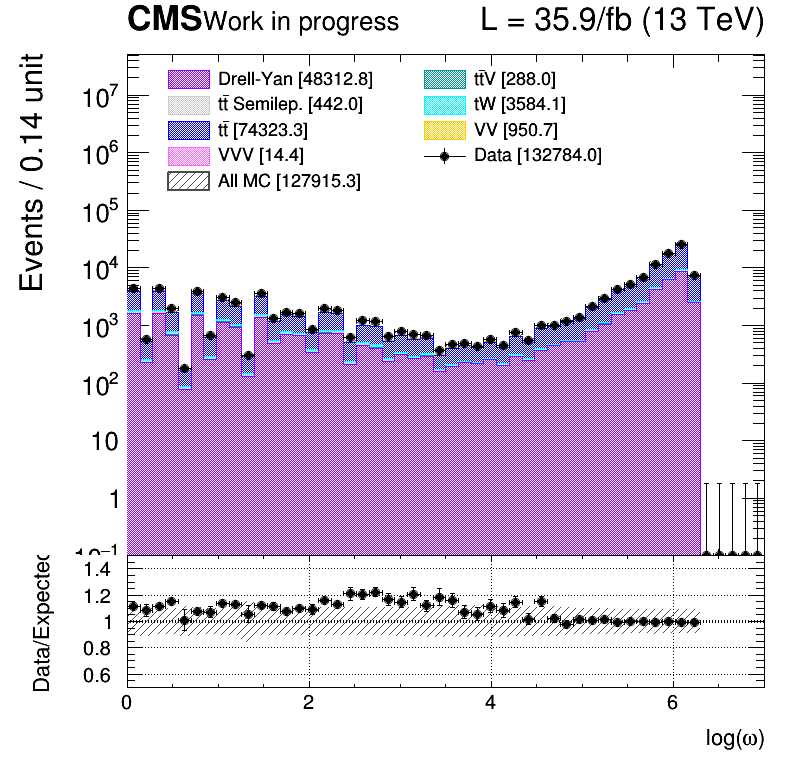 CMS Work in progress L = 35.9/fb (13 TeV)
Events / 0.14 unit
Drell-Yan [48312.8]
tt̄ Semilep. [442.0]
tt̄ [74323.3]
VVV [14.4]
All MC [127915.3]
tt̄V [288.0]
tW [3584.1]
VV [950.7]
Data [132784.0]
10⁷
10⁶
10⁵
10⁴
10³
10²
10
1
10⁻¹
Data/Expected
1.4
1.2
1
0.8
0.6
0 2 4 6
log(ω)